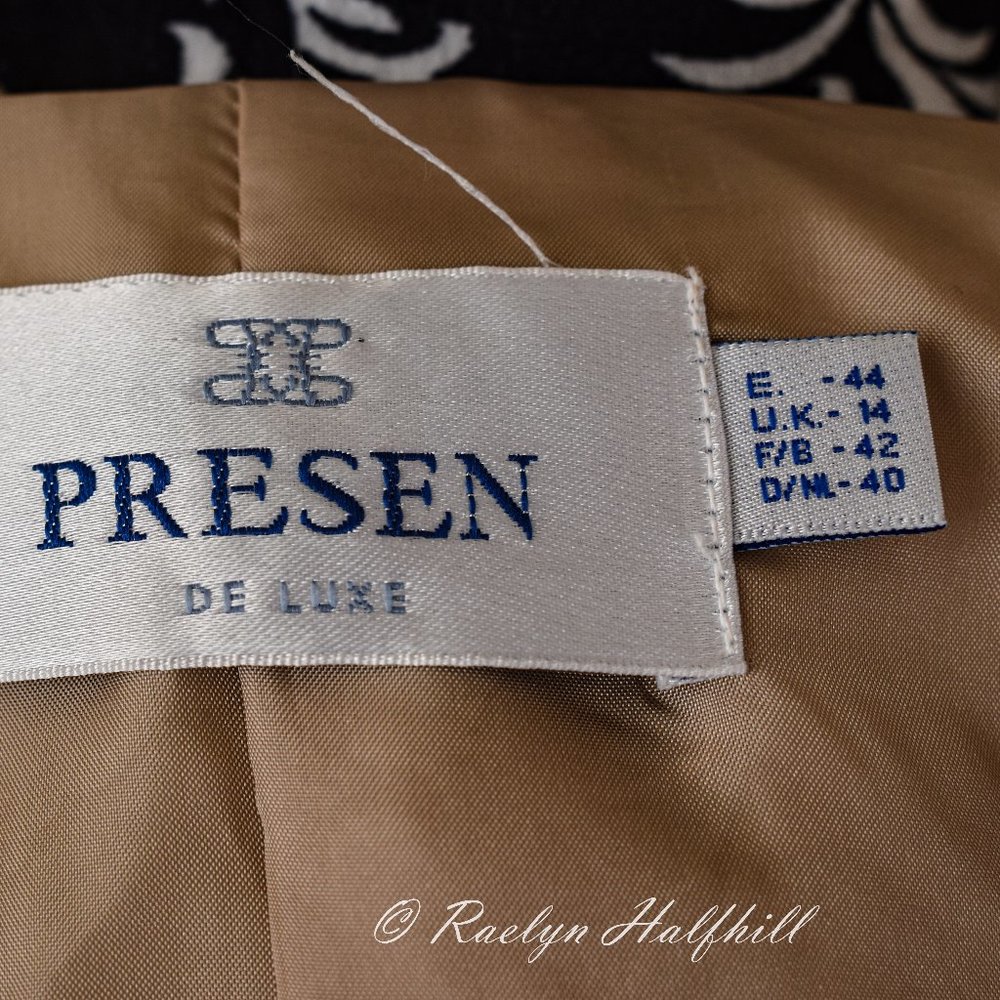 PRESEN
DE LUXE
E. - 44
U.K. - 14
F/B - 42
D/NL - 40
© Raelyn Halfhill